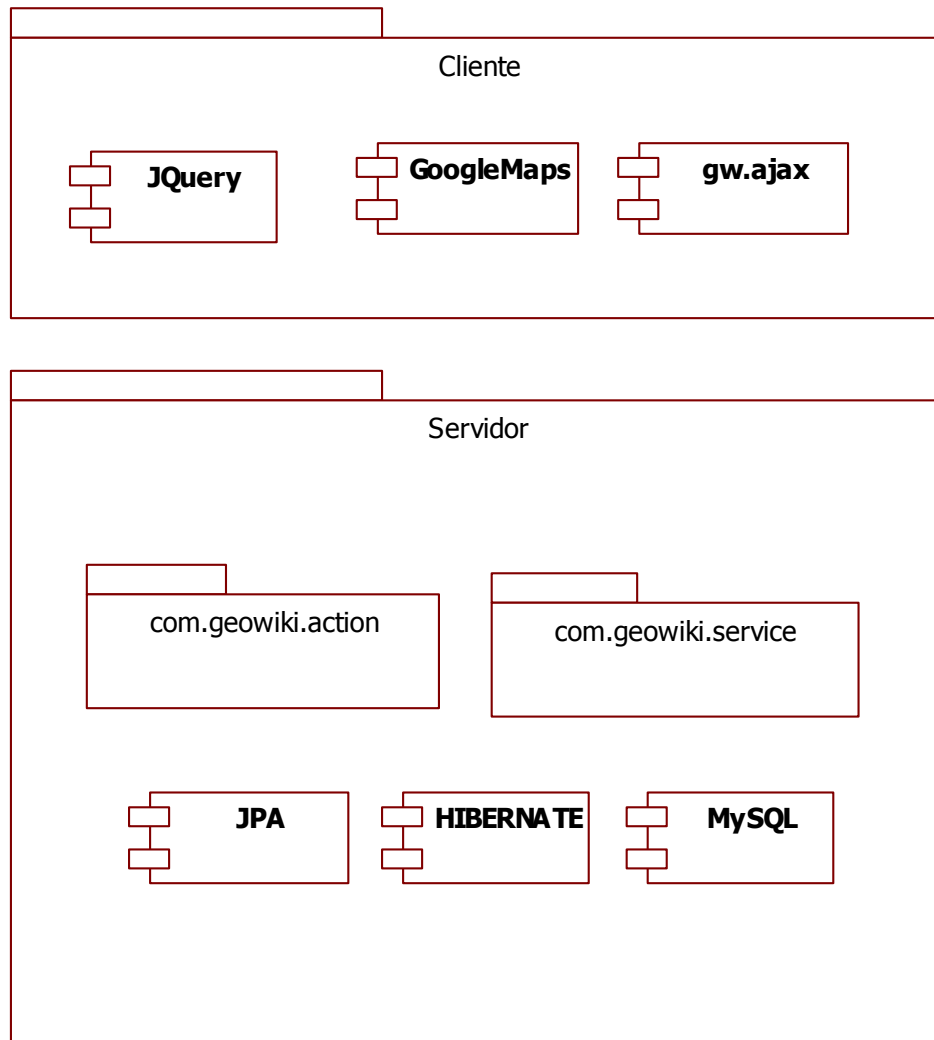 Cliente
JQuery
GoogleMaps
gw.ajax
Servidor
com.geowiki.action
com.geowiki.service
JPA
HIBERNATE
MySQL